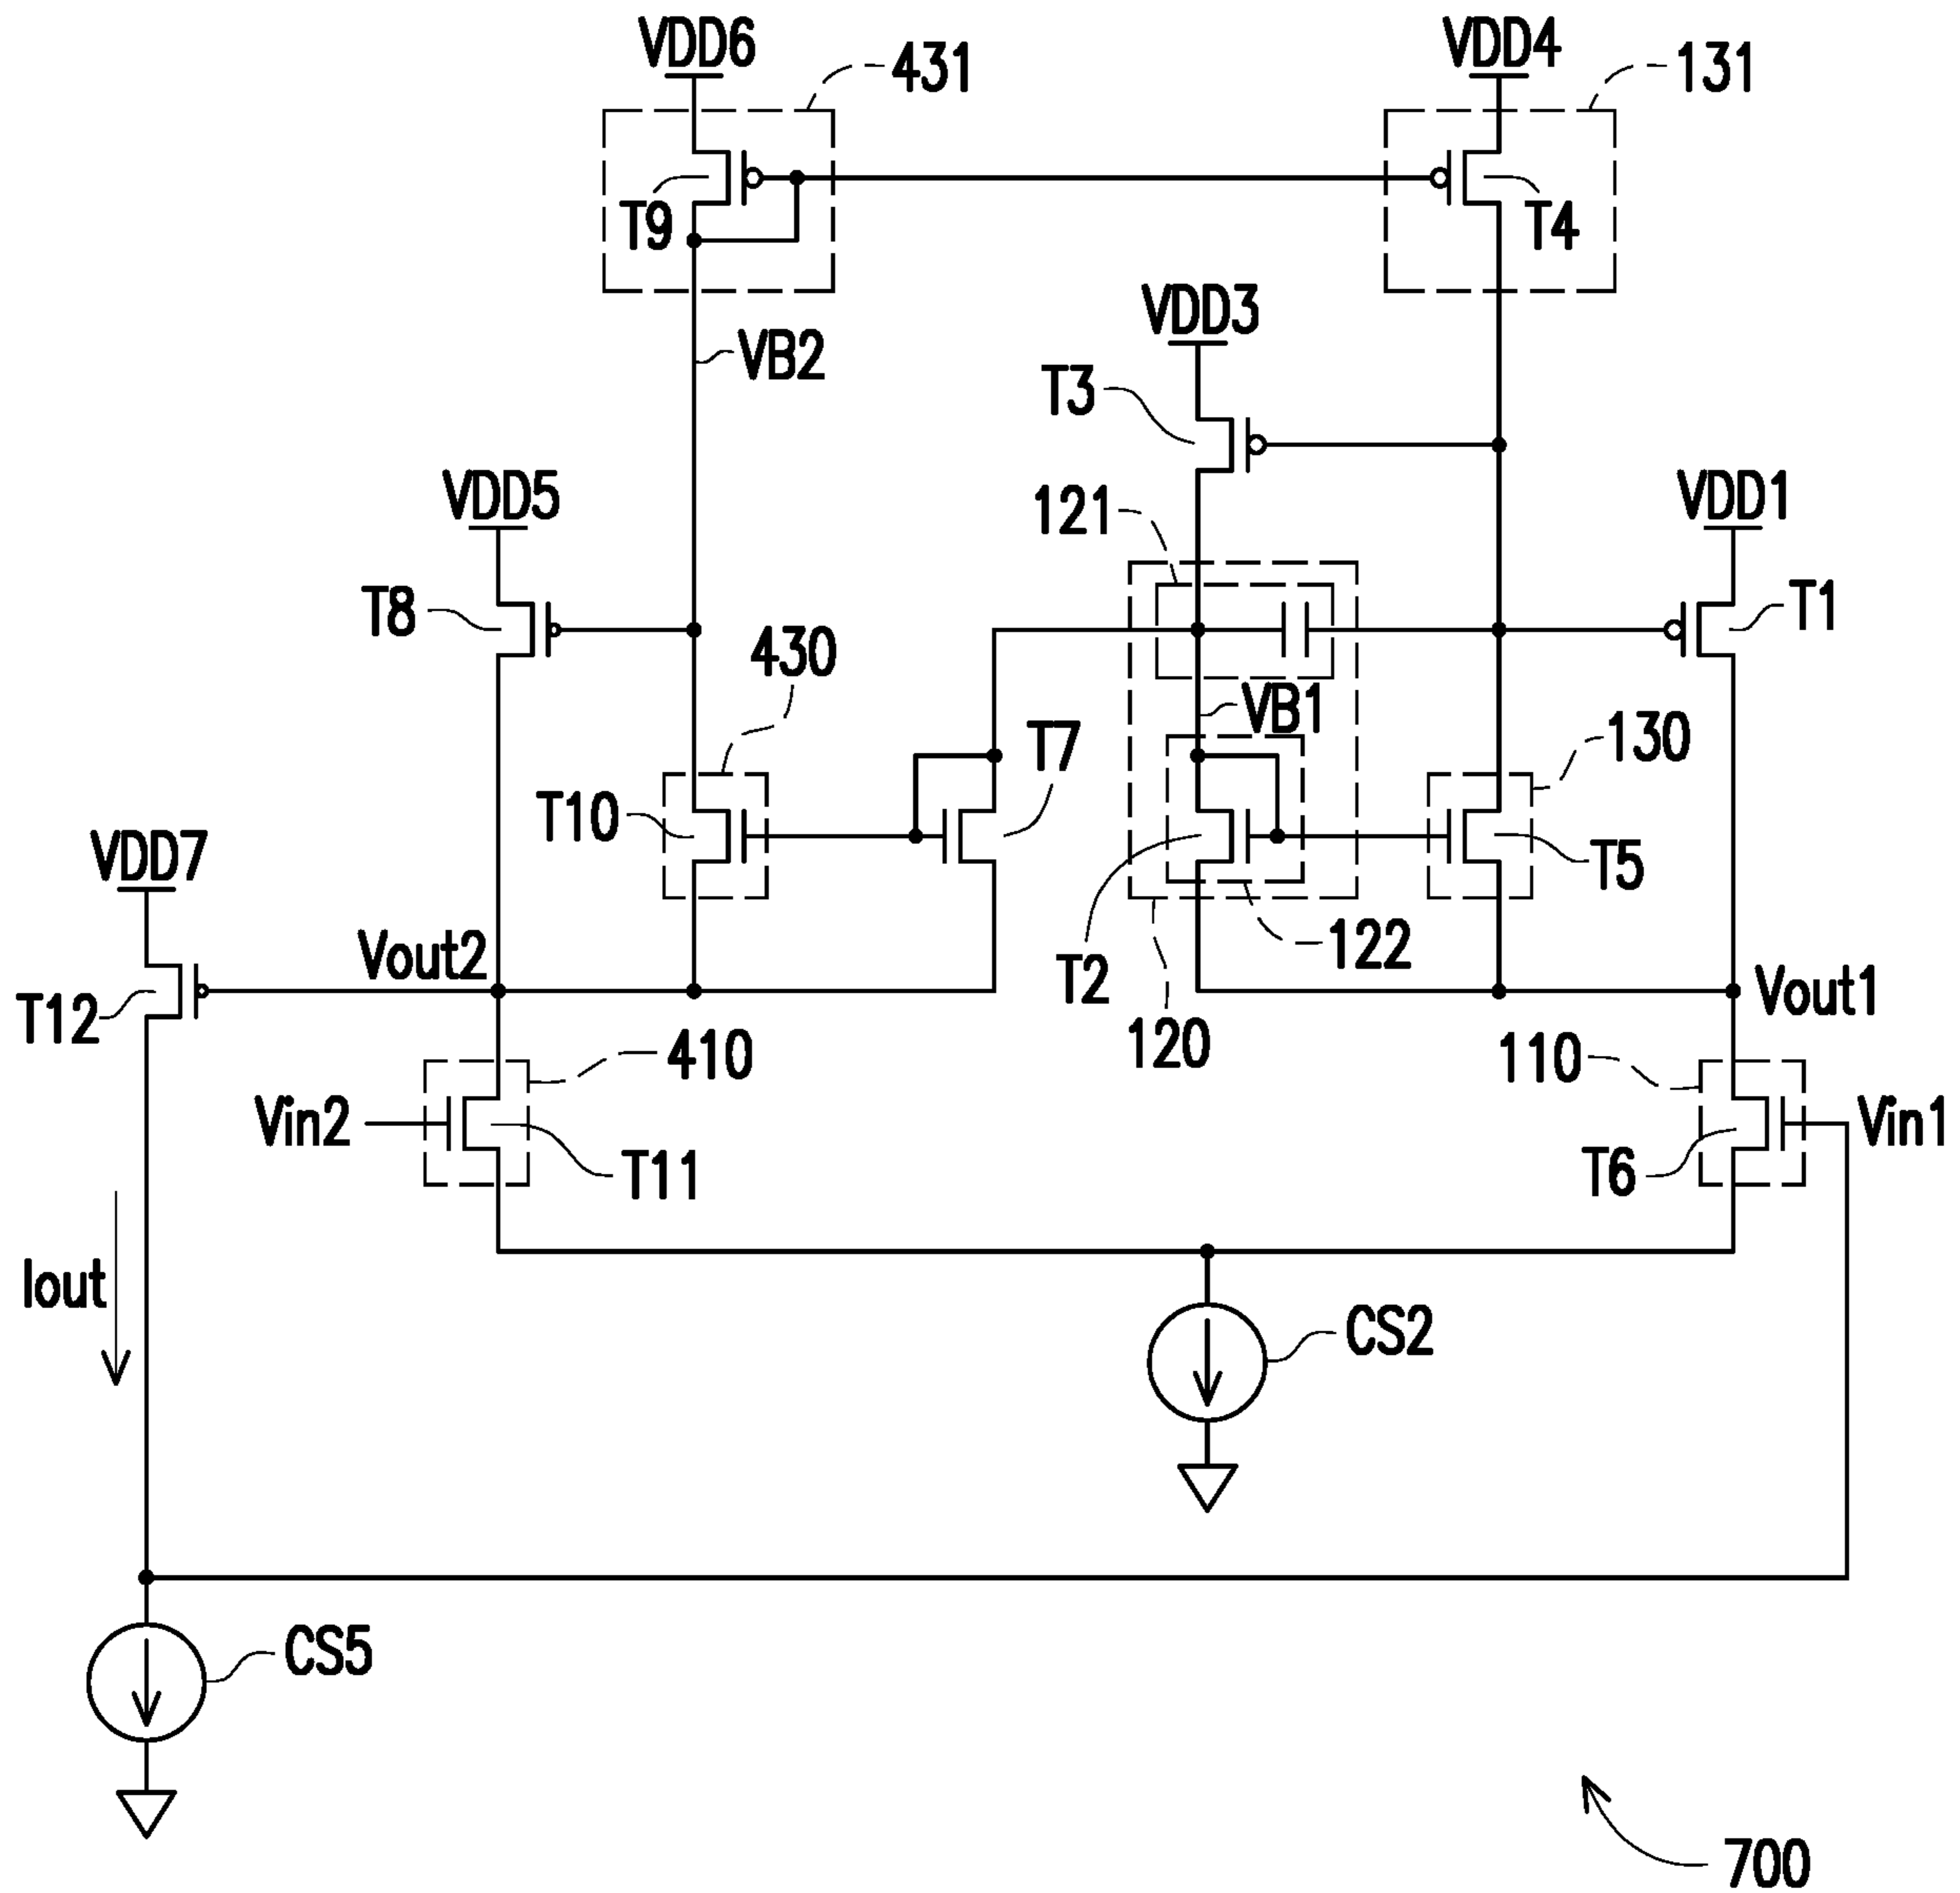 VDD6
431
VDD4
131
T9
T4
VDD3
VB2
T3
VDD5
121
VDD1
T8
430
T1
VB1
T7
130
T10
T5
VDD7
Vout2
122
T2
Vout1
T12
120
410
110
Vin2
Vin1
T11
T6
Iout
CS2
CS5
700